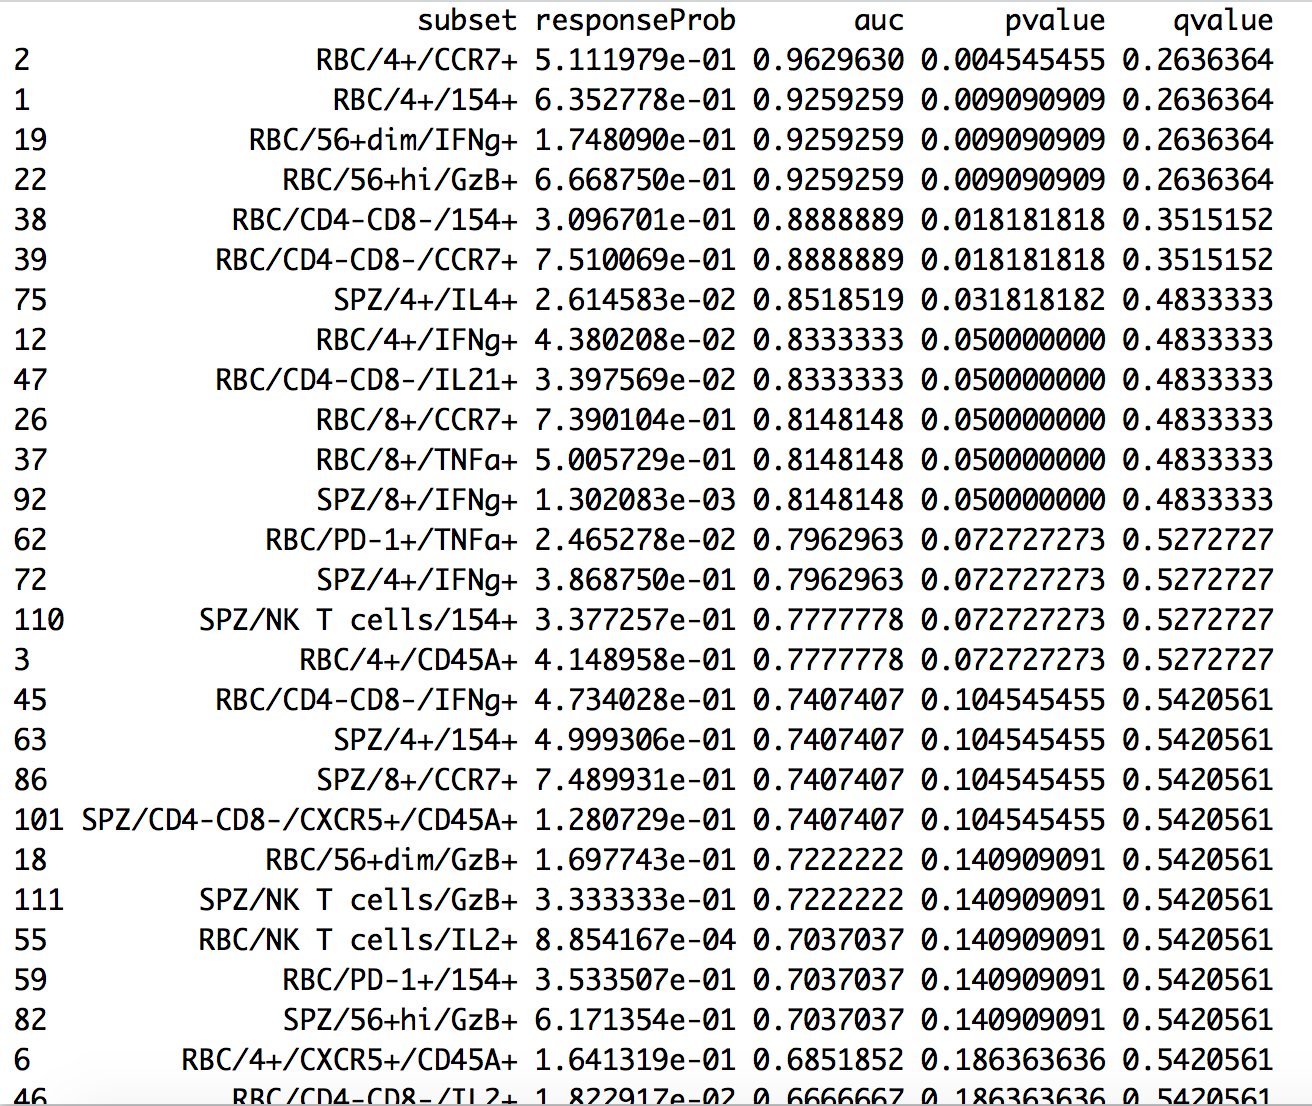 subset responseProb auc pvalue qvalue
2 RBC/4+/CCR7+ 5.111979e-01 0.9629630 0.004545455 0.2636364
1 RBC/4+/154+ 6.352778e-01 0.9259259 0.009090909 0.2636364
19 RBC/56+dim/IFNg+ 1.748090e-01 0.9259259 0.009090909 0.2636364
22 RBC/56+hi/GzB+ 6.668750e-01 0.9259259 0.009090909 0.2636364
38 RBC/CD4-CD8-/154+ 3.096701e-01 0.8888889 0.018181818 0.3515152
39 RBC/CD4-CD8-/CCR7+ 7.510069e-01 0.8888889 0.018181818 0.3515152
75 SPZ/4+/IL4+ 2.614583e-02 0.8518519 0.031818182 0.4833333
12 RBC/4+/IFNg+ 4.380208e-02 0.8333333 0.050000000 0.4833333
47 RBC/CD4-CD8-/IL21+ 3.397569e-02 0.8333333 0.050000000 0.4833333
26 RBC/8+/CCR7+ 7.390104e-01 0.8148148 0.050000000 0.4833333
37 RBC/8+/TNFa+ 5.005729e-01 0.8148148 0.050000000 0.4833333
92 SPZ/8+/IFNg+ 1.302083e-03 0.8148148 0.050000000 0.4833333
62 RBC/PD-1+/TNFa+ 2.465278e-02 0.7962963 0.072727273 0.5272727
72 SPZ/4+/IFNg+ 3.868750e-01 0.7962963 0.072727273 0.5272727
110 SPZ/NK T cells/154+ 3.377257e-01 0.7777778 0.072727273 0.5272727
3 RBC/4+/CD45A+ 4.148958e-01 0.7777778 0.072727273 0.5272727
45 RBC/CD4-CD8-/IFNg+ 4.734028e-01 0.7407407 0.104545455 0.5420561
63 SPZ/4+/154+ 4.999306e-01 0.7407407 0.104545455 0.5420561
86 SPZ/8+/CCR7+ 7.489931e-01 0.7407407 0.104545455 0.5420561
101 SPZ/CD4-CD8-/CXCR5+/CD45A+ 1.280729e-01 0.7407407 0.104545455 0.5420561
18 RBC/56+dim/GzB+ 1.697743e-01 0.7222222 0.140909091 0.5420561
111 SPZ/NK T cells/GzB+ 3.333333e-01 0.7222222 0.140909091 0.5420561
55 RBC/NK T cells/IL2+ 8.854167e-04 0.7037037 0.140909091 0.5420561
59 RBC/PD-1+/154+ 3.533507e-01 0.7037037 0.140909091 0.5420561
82 SPZ/56+hi/GzB+ 6.171354e-01 0.7037037 0.140909091 0.5420561
6 RBC/4+/CXCR5+/CD45A+ 1.641319e-01 0.6851852 0.186363636 0.5420561
46 RBC/CD4-CD8-/IL2+ 1.822917e-02 0.6666667 0.186363636 0.5420561